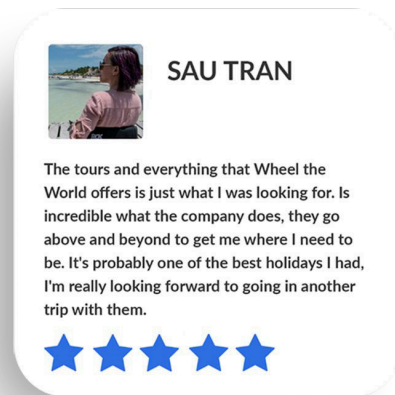 SAU TRAN
The tours and everything that Wheel the
World offers is just what I was looking for. Is
incredible what the company does, they go
above and beyond to get me where I need to
be. It's probably one of the best holidays I had,
I'm really looking forward to going in another
trip with them.